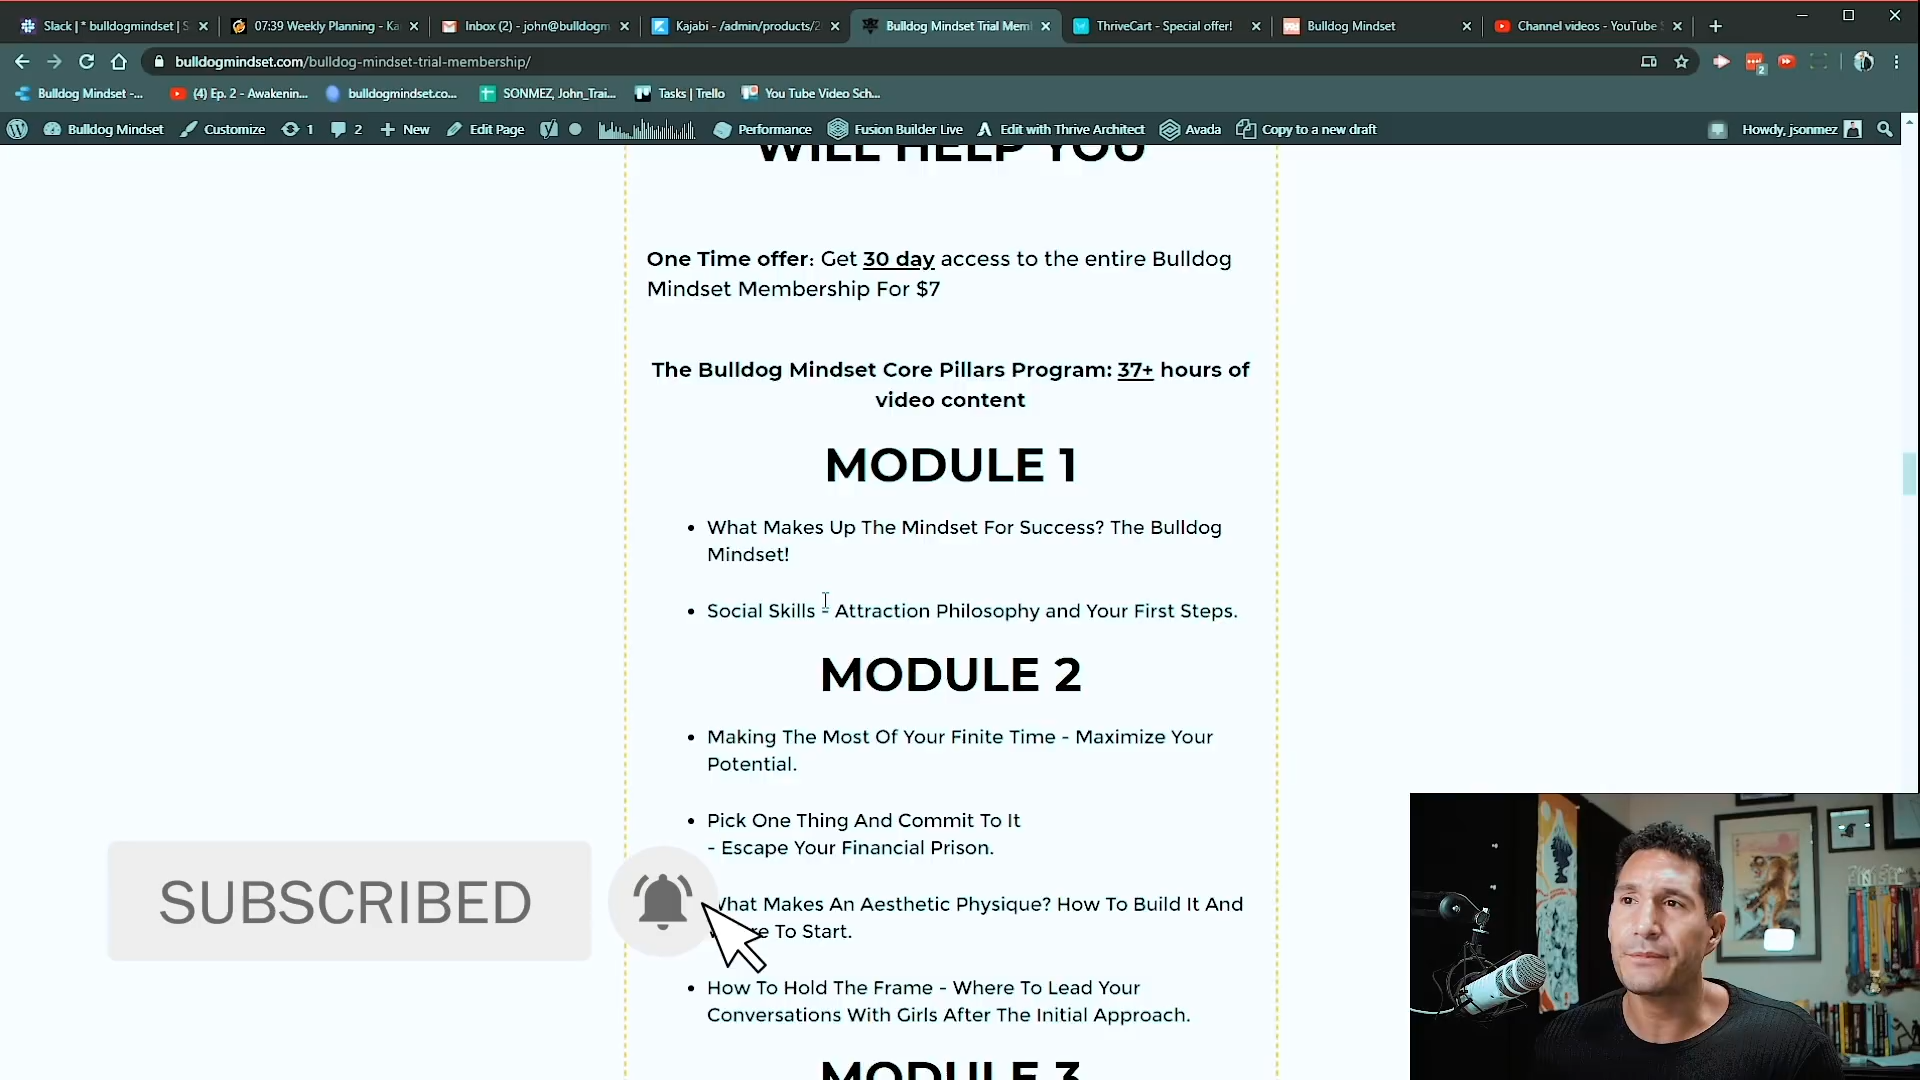 Slack | * bulldogmindset | S
07:39 Weekly Planning - Ka
Inbox (2) - john@bulldogm
Kajabi - /admin/products/2
Bulldog Mindset Trial Mem
ThriveCart - Special offer!
Bulldog Mindset
Channel videos - YouTube
bulldogmindset.com/bulldog-mindset-trial-membership/
2
Bulldog Mindset -...
(4) Ep. 2 - Awakenin...
bulldogmindset.co...
SONMEZ, John_Trai...
Tasks | Trello
You Tube Video Sch...
Bulldog Mindset
Customize
1
2
New
Edit Page
Performance
Fusion Builder Live
Edit with Thrive Architect
Avada
Copy to a new draft
Howdy, jsonmez
WILL HELP YOU
One Time offer: Get 30 day access to the entire Bulldog
Mindset Membership For $7
The Bulldog Mindset Core Pillars Program: 37+ hours of
video content
MODULE 1
• What Makes Up The Mindset For Success? The Bulldog
Mindset!
• Social Skills - Attraction Philosophy and Your First Steps.
MODULE 2
• Making The Most Of Your Finite Time - Maximize Your
Potential.
• Pick One Thing And Commit To It
- Escape Your Financial Prison.
What Makes An Aesthetic Physique? How To Build It And
To Start.
• How To Hold The Frame - Where To Lead Your
Conversations With Girls After The Initial Approach.
MODULE 3
SUBSCRIBED